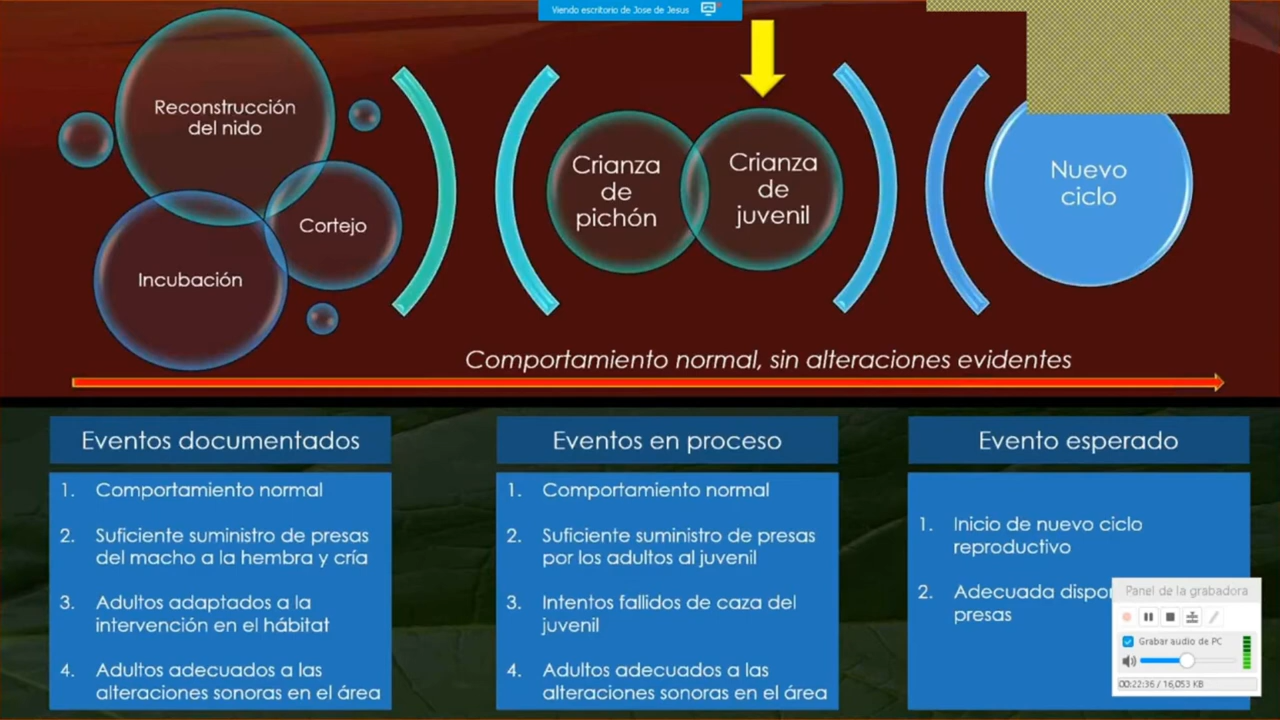 Viendo escritorio de Jose de Jesus
Reconstrucción
del nido
Cortejo
Incubación
Crianza
de
pichón
Crianza
de
juvenil
Nuevo
ciclo
Comportamiento normal, sin alteraciones evidentes
Eventos documentados
1. Comportamiento normal
2. Suficiente suministro de presas
del macho a la hembra y cría
3. Adultos adaptados a la
intervención en el hábitat
4. Adultos adecuados a las
alteraciones sonoras en el área
Eventos en proceso
1. Comportamiento normal
2. Suficiente suministro de presas
por los adultos al juvenil
3. Intentos fallidos de caza del
juvenil
4. Adultos adecuados a las
alteraciones sonoras en el área
Evento esperado
1. Inicio de nuevo ciclo
reproductivo
2. Adecuada
presas
Panel de la grabadora
Grabar audio de PC
00:22:36 / 16,053 KB